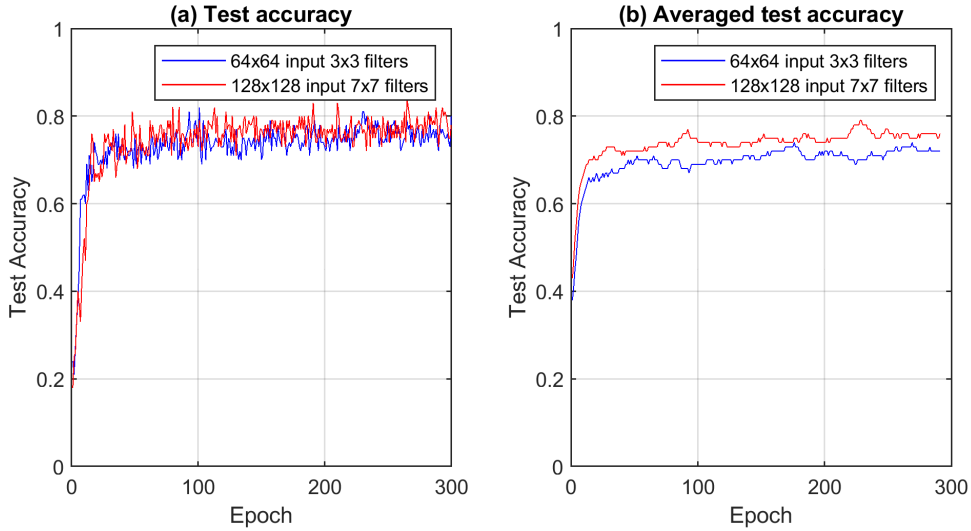 (a) Test accuracy
1
0.8
0.6
0.4
0.2
0
Test Accuracy
64x64 input 3x3 filters
128x128 input 7x7 filters
0 100 200 300
Epoch
(b) Averaged test accuracy
1
0.8
0.6
0.4
0.2
0
Test Accuracy
64x64 input 3x3 filters
128x128 input 7x7 filters
0 100 200 300
Epoch